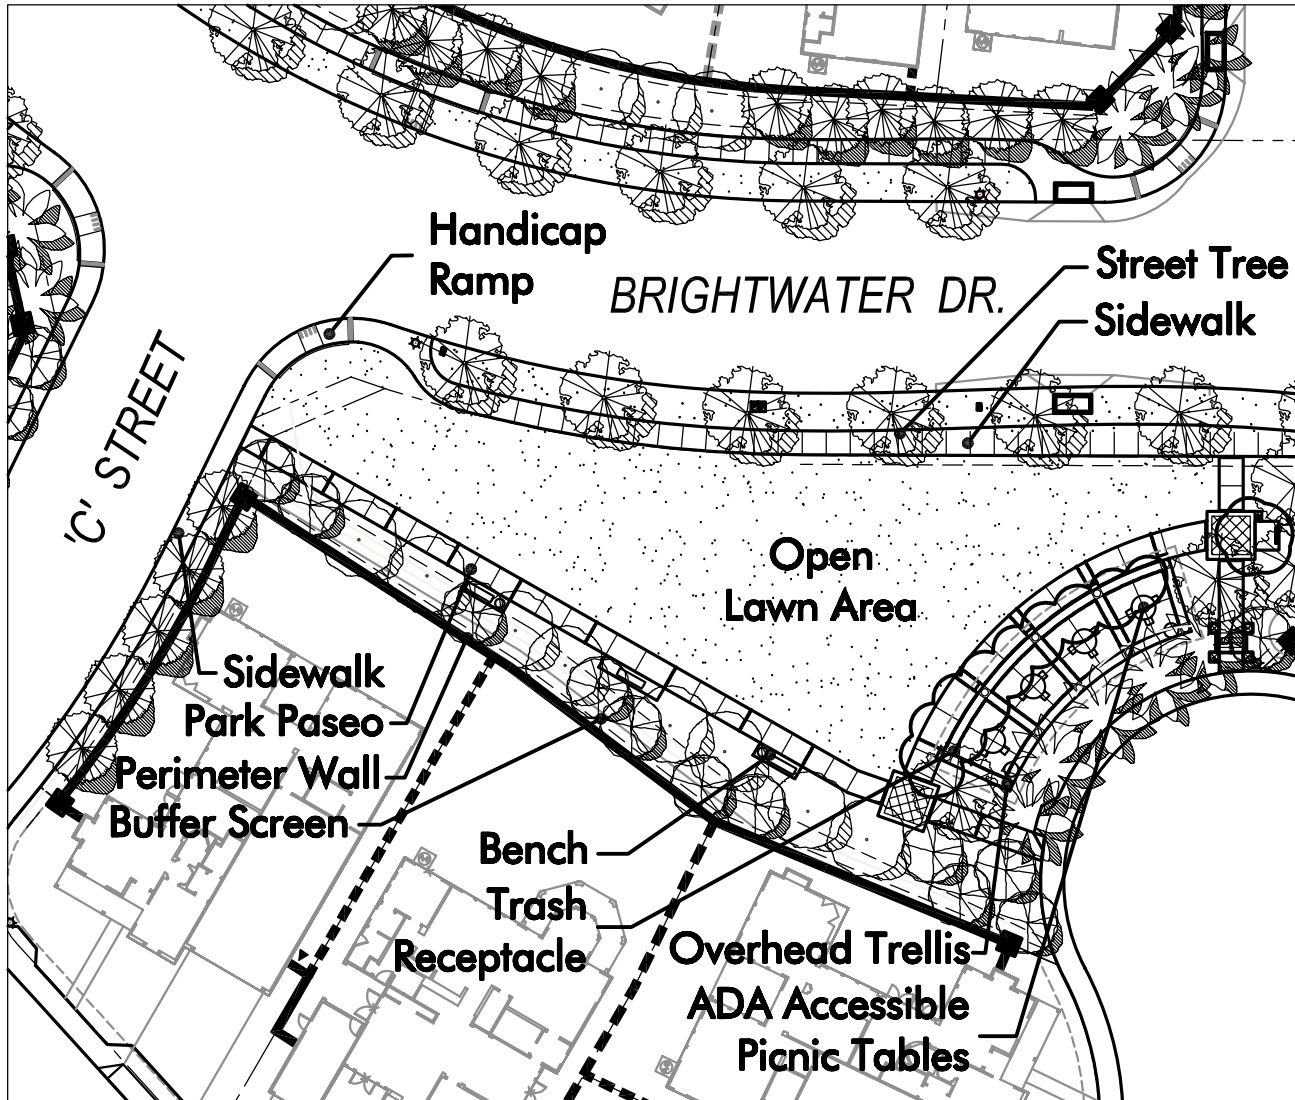 Handicap
Ramp
BRIGHTWATER DR.
Street Tree
Sidewalk
'C' STREET
Open
Lawn Area
Sidewalk
Park Paseo
Perimeter Wall
Buffer Screen
Bench
Trash
Receptacle
Overhead Trellis
ADA Accessible
Picnic Tables